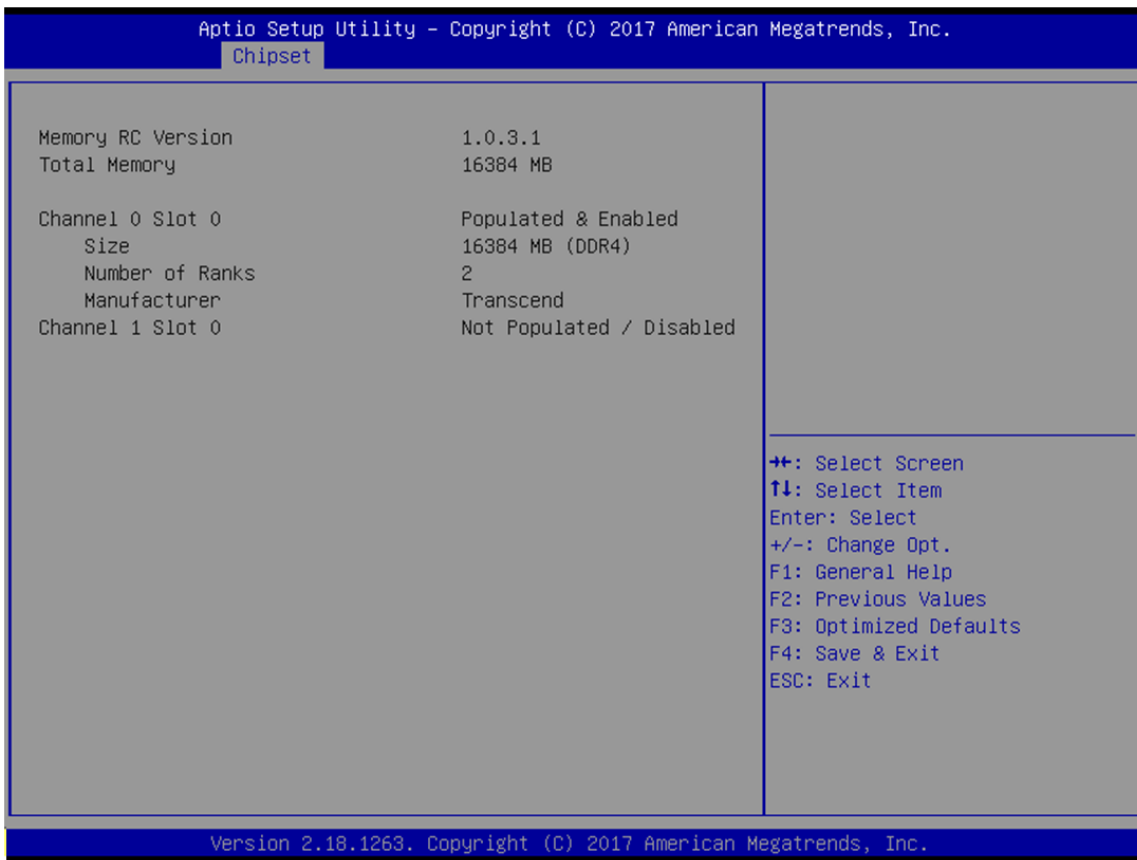 Aptio Setup Utility – Copyright (C) 2017 American Megatrends, Inc.
Chipset
Memory RC Version 1.0.3.1
Total Memory 16384 MB
Channel 0 Slot 0 Populated & Enabled
Size 16384 MB (DDR4)
Number of Ranks 2
Manufacturer Transcend
Channel 1 Slot 0 Not Populated / Disabled
→←: Select Screen
↑↓: Select Item
Enter: Select
+/-: Change Opt.
F1: General Help
F2: Previous Values
F3: Optimized Defaults
F4: Save & Exit
ESC: Exit
Version 2.18.1263. Copyright (C) 2017 American Megatrends, Inc.